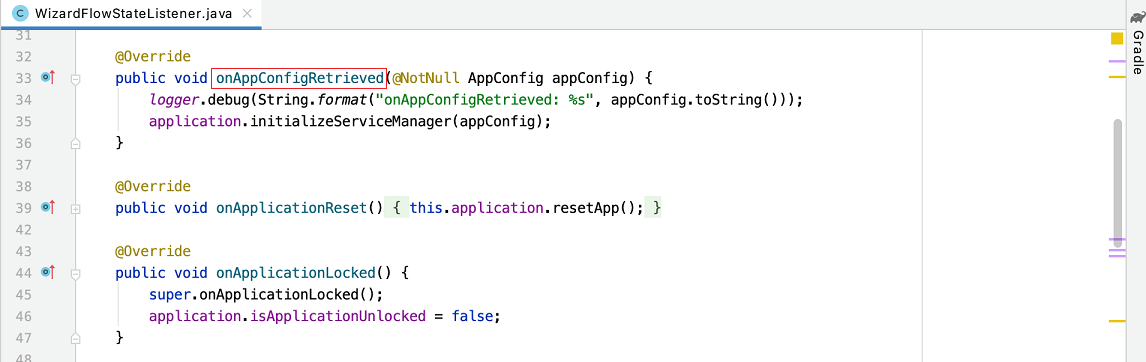 WizardFlowStateListener.java
Gradle
31
32 @Override
33 public void onAppConfigRetrieved(@NotNull AppConfig appConfig) {
34 logger.debug(String.format("onAppConfigRetrieved: %s", appConfig.toString()));
35 application.initializeServiceManager(appConfig);
36 }
37
38 @Override
39 public void onApplicationReset() { this.application.resetApp(); }
42
43 @Override
44 public void onApplicationLocked() {
45 super.onApplicationLocked();
46 application.isApplicationUnlocked = false;
47 }
48